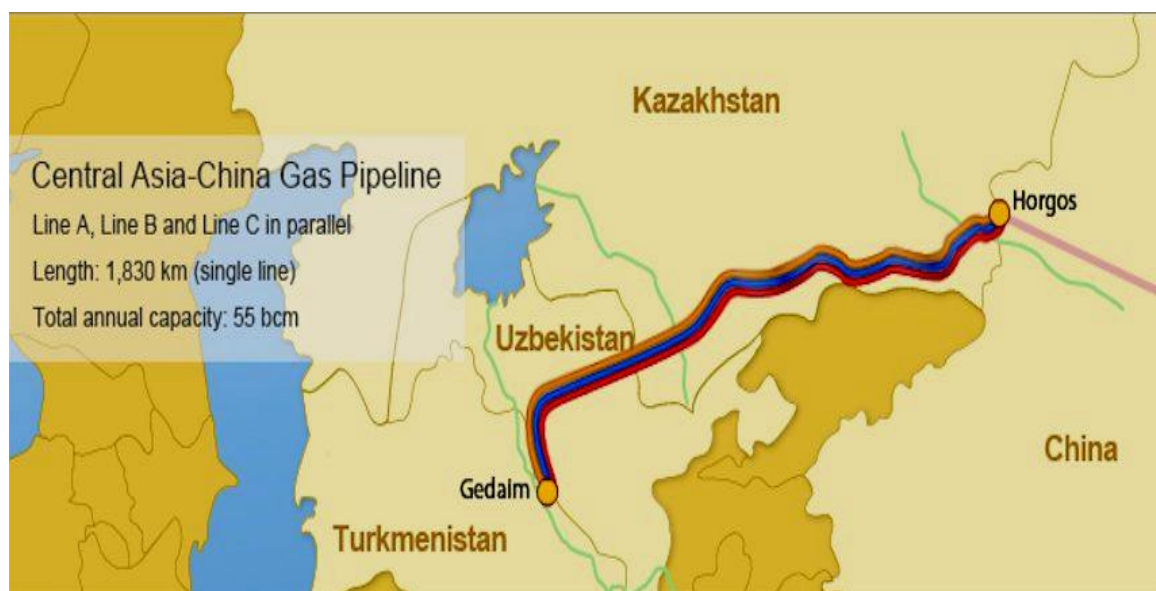 Kazakhstan
Central Asia-China Gas Pipeline
Line A, Line B and Line C in parallel
Length: 1,830 km (single line)
Total annual capacity: 55 bcm
Horgos
Uzbekistan
China
Gedaim
Turkmenistan